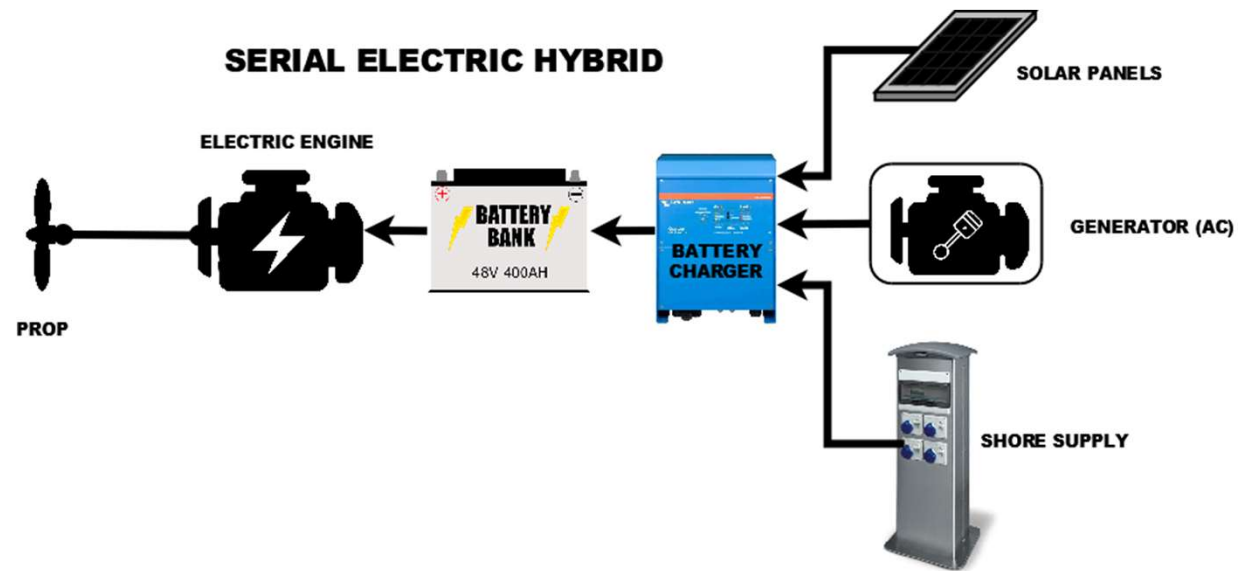 SERIAL ELECTRIC HYBRID
SOLAR PANELS
ELECTRIC ENGINE
BATTERY
BANK
48V 400AH
BATTERY
CHARGER
GENERATOR (AC)
PROP
SHORE SUPPLY